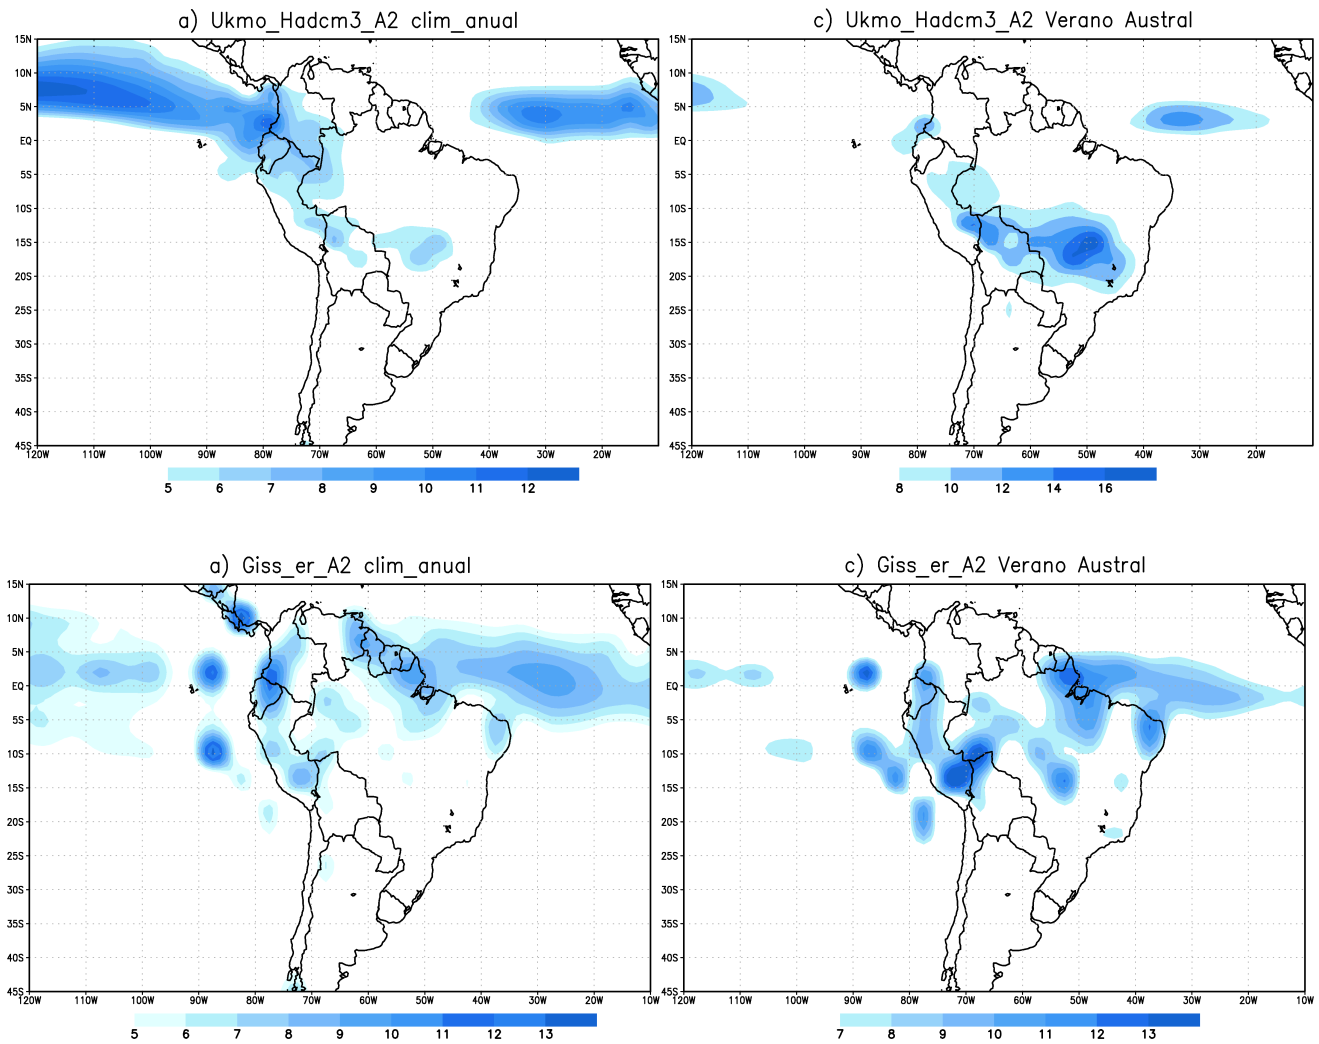 a) Ukmo_Hadcm3_A2 clim_anual
c) Ukmo_Hadcm3_A2 Verano Austral
15N
10N
5N
EQ
5S
10S
15S
20S
25S
30S
35S
40S
45S
120W 110W 100W 90W 80W 70W 60W 50W 40W 30W 20W
5 6 7 8 9 10 11 12
15N
10N
5N
EQ
5S
10S
15S
20S
25S
30S
35S
40S
45S
120W 110W 100W 90W 80W 70W 60W 50W 40W 30W 20W
8 10 12 14 16
a) Giss_er_A2 clim_anual
c) Giss_er_A2 Verano Austral
15N
10N
5N
EQ
5S
10S
15S
20S
25S
30S
35S
40S
45S
120W 110W 100W 90W 80W 70W 60W 50W 40W 30W 20W 10W
5 6 7 8 9 10 11 12 13
15N
10N
5N
EQ
5S
10S
15S
20S
25S
30S
35S
40S
45S
120W 110W 100W 90W 80W 70W 60W 50W 40W 30W 20W 10W
7 8 9 10 11 12 13